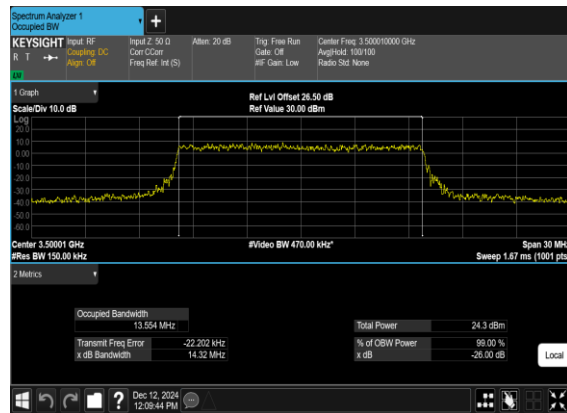 Spectrum Analyzer 1
Occupied BW
+
KEYSIGHT Input: RF Input Z: 50 Ω Atten: 20 dB Trig: Free Run Center Freq: 3.500010000 GHz
R T Coupling: DC Corr CCorr Gate: Off Avg|Hold: 100/100
Align: Off Freq Ref: Int (S) #IF Gain: Low Radio Std: None
LW
1 Graph
Scale/Div 10.0 dB
Ref Lvl Offset 26.50 dB
Ref Value 30.00 dBm
Log
20.0
10.0
0.00
-10.0
-20.0
-30.0
-40.0
-50.0
-60.0
Center 3.50001 GHz #Video BW 470.00 kHz* Span 30 MHz
#Res BW 150.00 kHz Sweep 1.67 ms (1001 pts)
2 Metrics
Occupied Bandwidth
13.554 MHz Total Power 24.3 dBm
Transmit Freq Error -22.202 kHz % of OBW Power 99.00 %
x dB Bandwidth 14.32 MHz x dB -26.00 dB
Local
?
Dec 12, 2024
12:09:44 PM